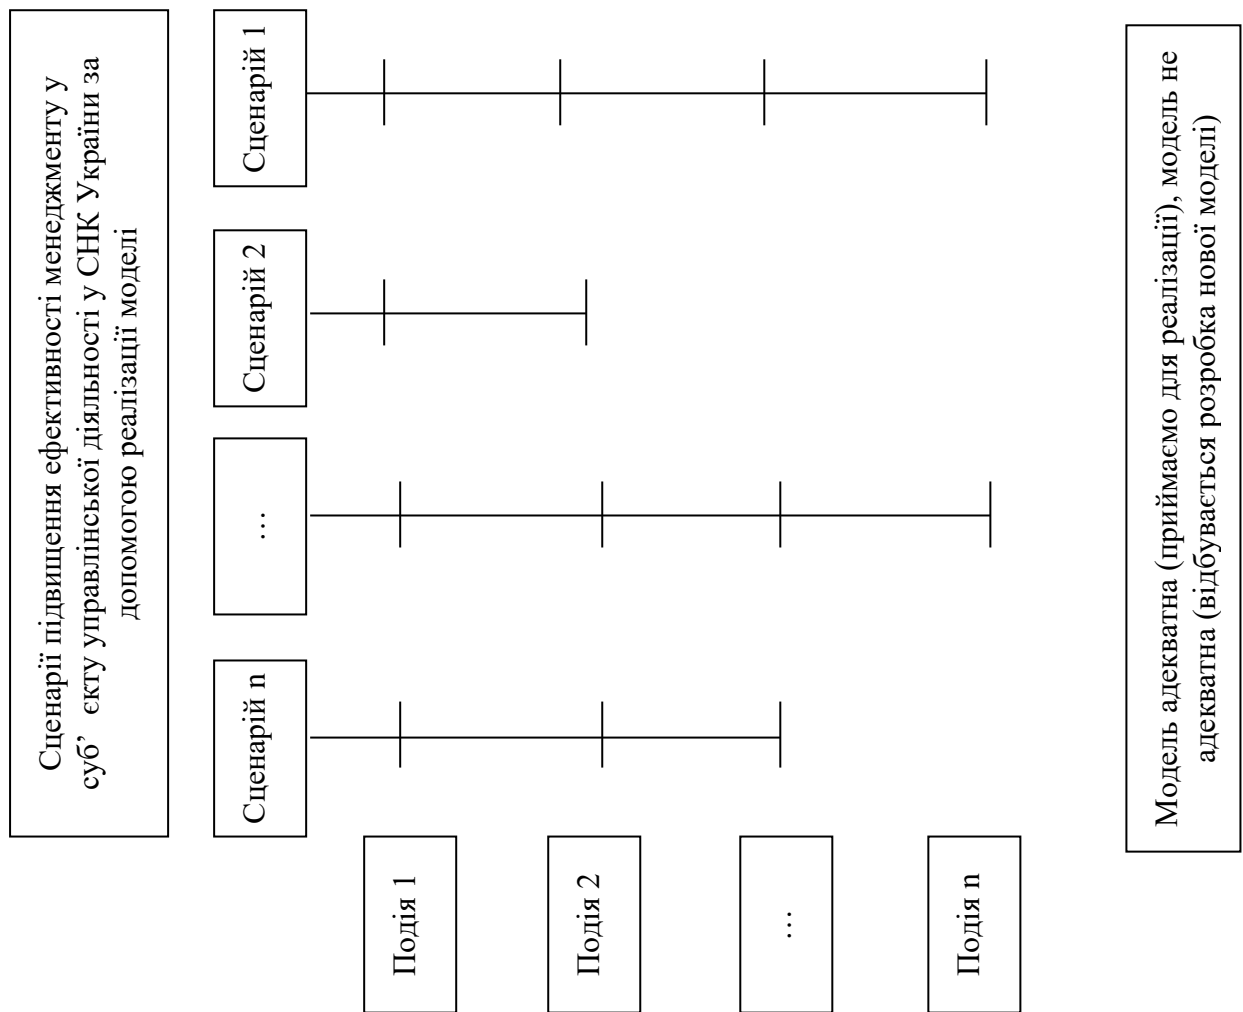 Сценарії підвищення ефективності менеджменту у
суб’ єкту управлінської діяльності у СНК України за
допомогою реалізації моделі
Сценарій n
…
Сценарій 2
Сценарій 1
Подія 1
Подія 2
…
Подія n
Модель адекватна (приймаємо для реалізації), модель не
адекватна (відбувається розробка нової моделі)